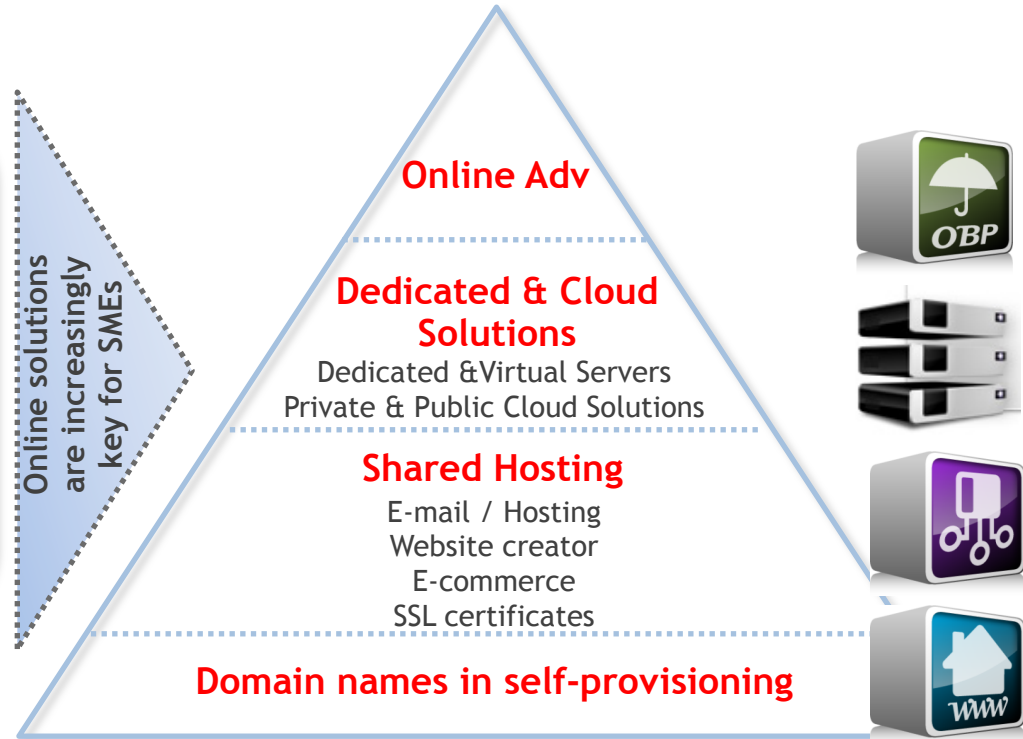 Online solutions
are increasingly
key for SMEs
Online Adv
Dedicated & Cloud
Solutions
Dedicated &Virtual Servers
Private & Public Cloud Solutions
Shared Hosting
E-mail / Hosting
Website creator
E-commerce
SSL certificates
Domain names in self-provisioning
OBP
WWW